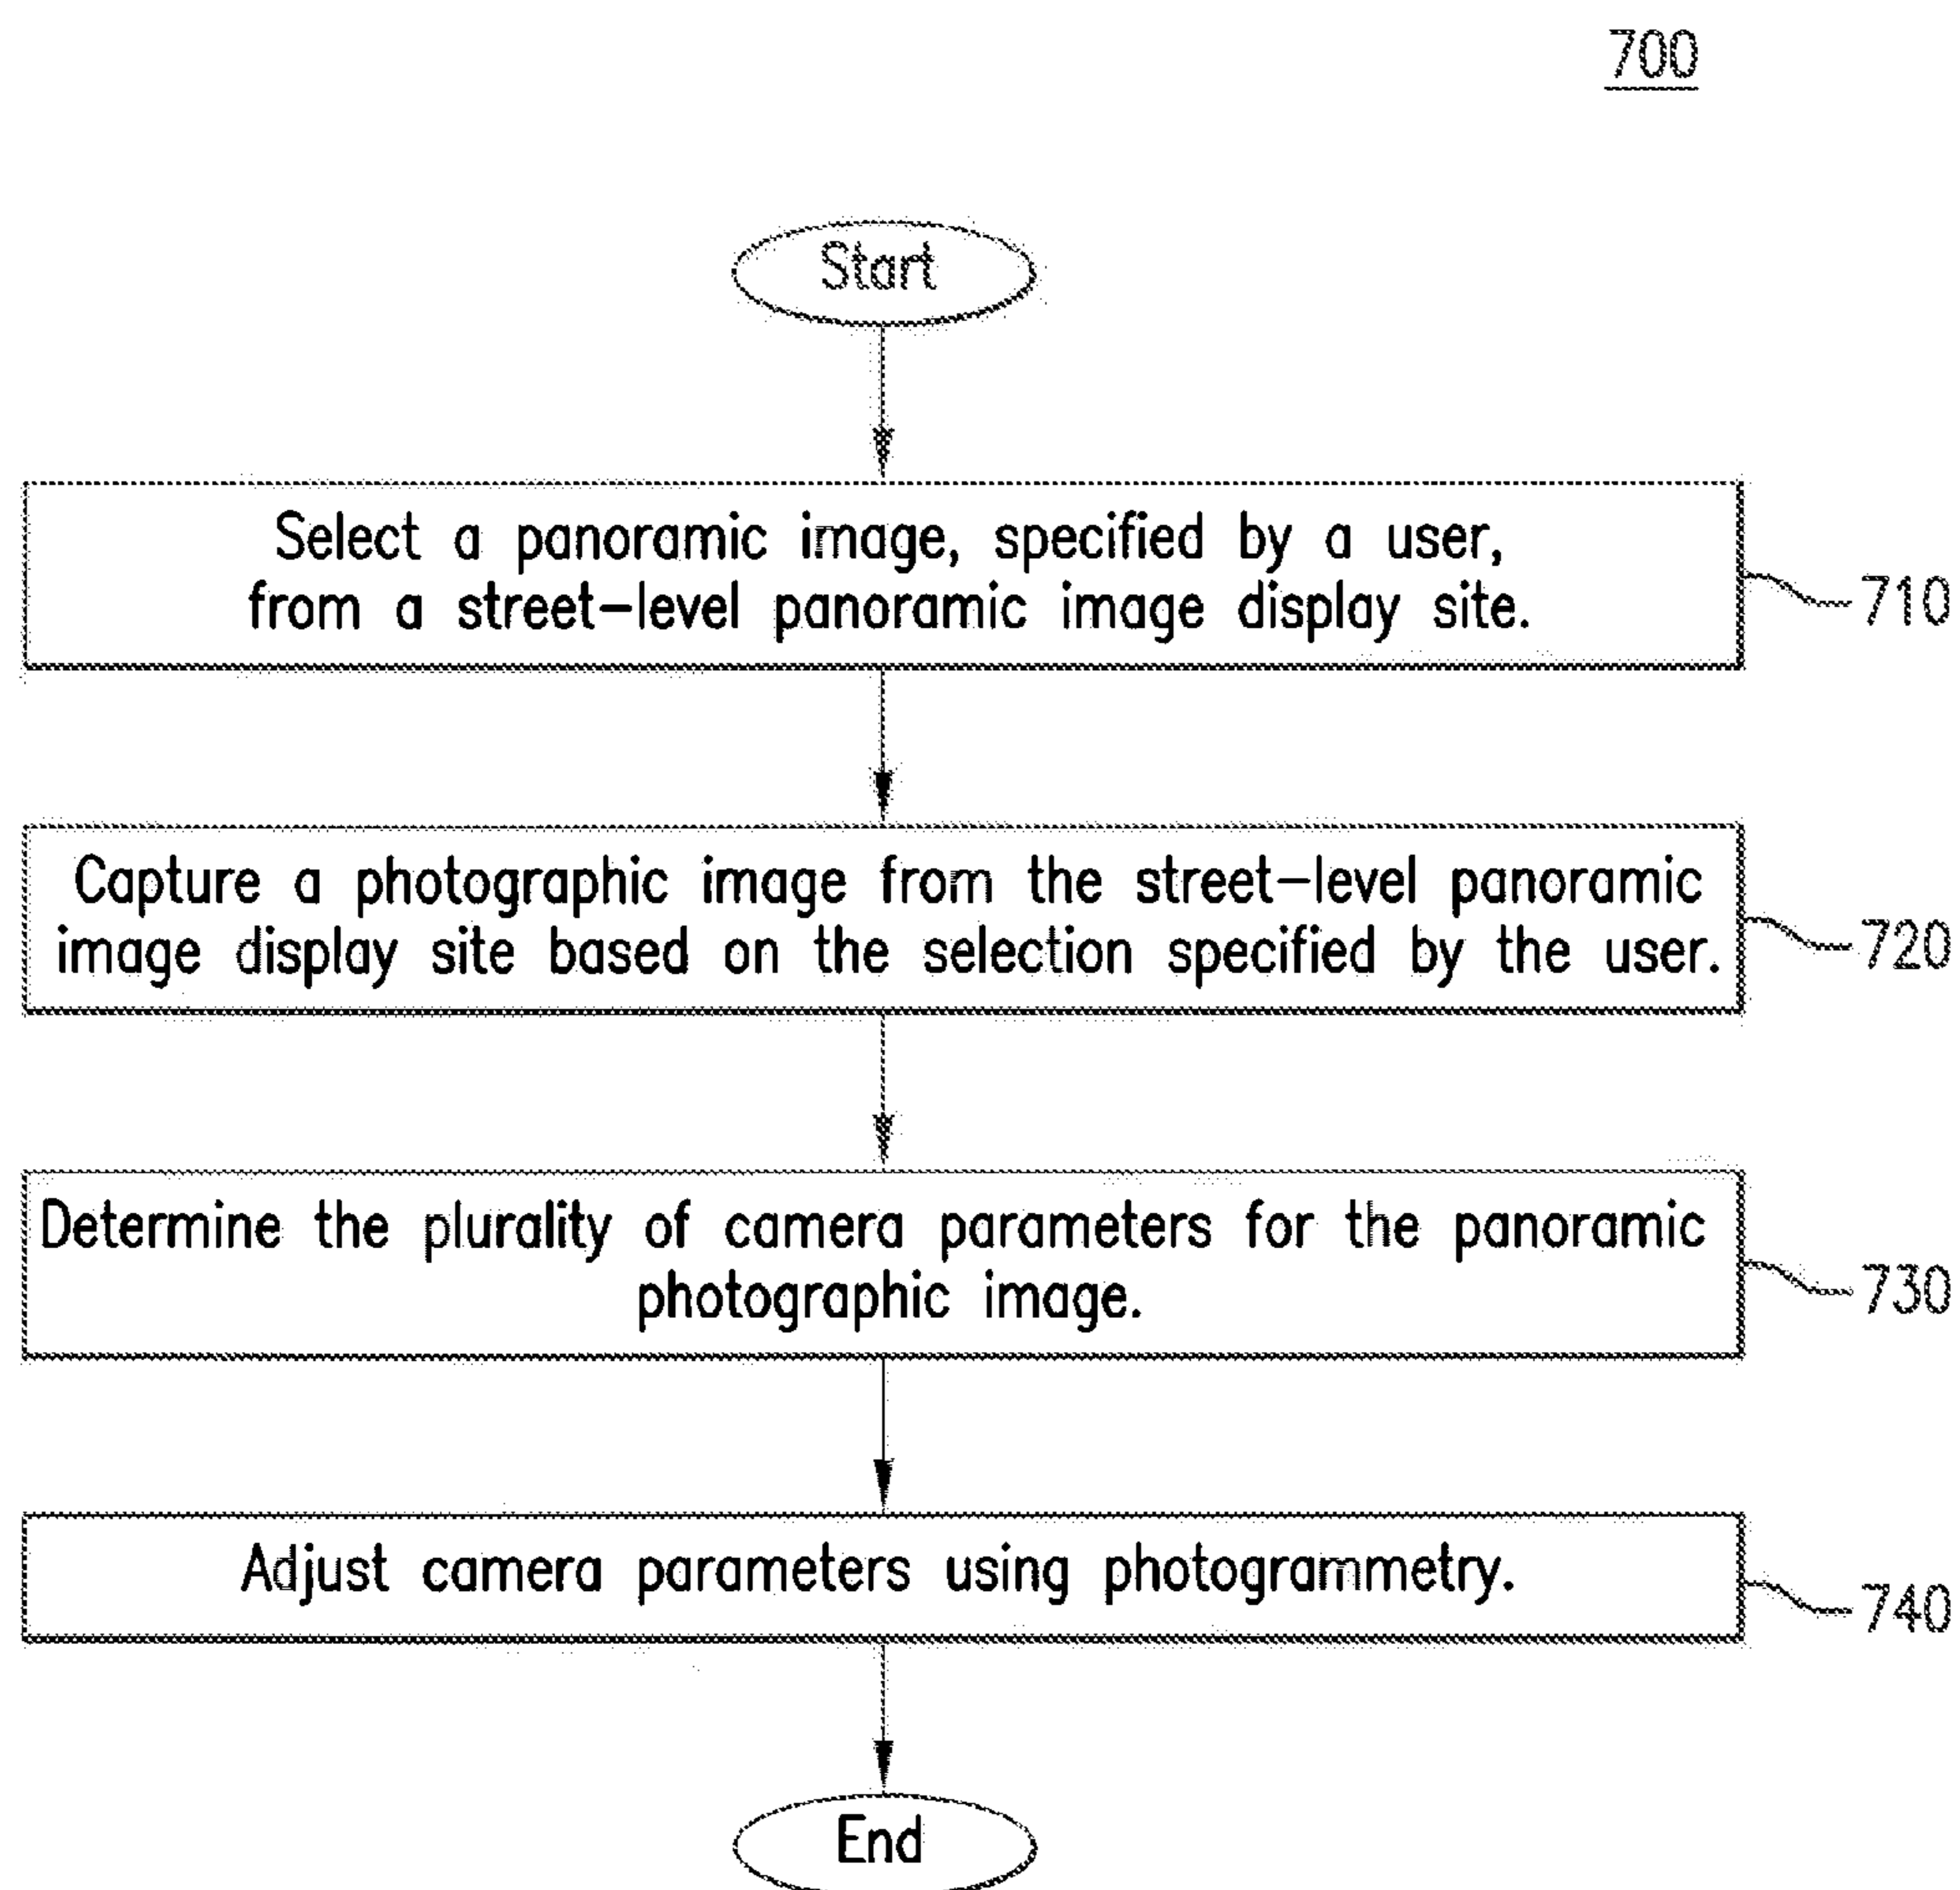 700
Start
Select a panoramic image, specified by a user,
from a street-level panoramic image display site.
710
Capture a photographic image from the street-level panoramic
image display site based on the selection specified by the user.
720
Determine the plurality of camera parameters for the panoramic
photographic image.
730
Adjust camera parameters using photogrammetry.
740
End